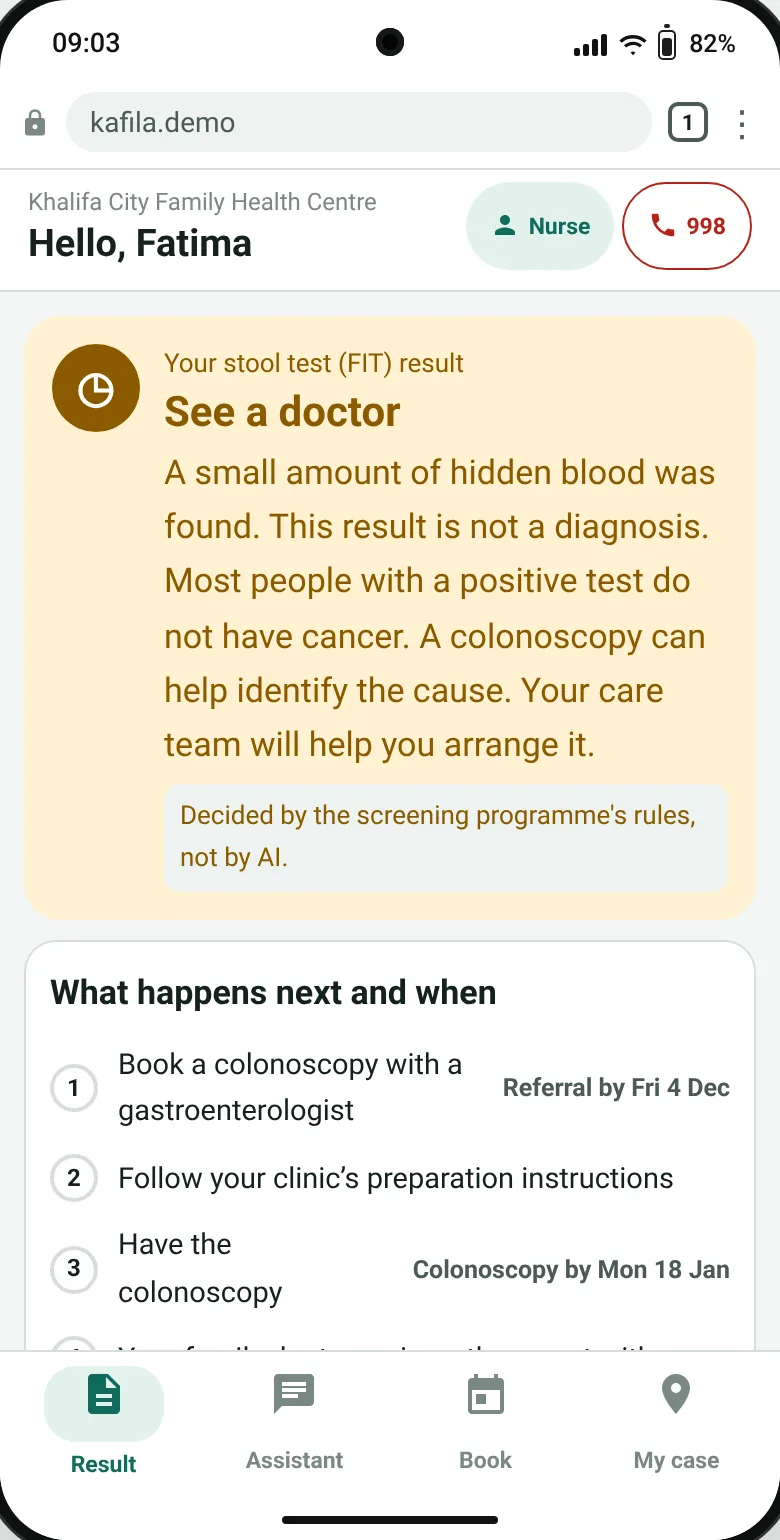 09:03
82%
kafila.demo
1
Khalifa City Family Health Centre
Hello, Fatima
Nurse
998
Your stool test (FIT) result
See a doctor
A small amount of hidden blood was
found. This result is not a diagnosis.
Most people with a positive test do
not have cancer. A colonoscopy can
help identify the cause. Your care
team will help you arrange it.
Decided by the screening programme's rules,
not by AI.
What happens next and when
1
Book a colonoscopy with a
gastroenterologist
Referral by Fri 4 Dec
2
Follow your clinic’s preparation instructions
3
Have the
colonoscopy
Colonoscopy by Mon 18 Jan
Result
Assistant
Book
My case